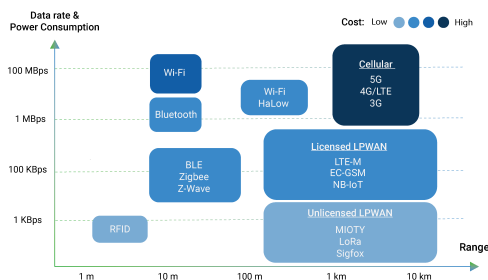 Data rate &
Power Consumption
Cost: Low High
100 MBps
1 MBps
100 KBps
1 KBps
Wi-Fi
Bluetooth
Wi-Fi
HaLow
Cellular
5G
4G/LTE
3G
BLE
Zigbee
Z-Wave
Licensed LPWAN
LTE-M
EC-GSM
NB-IoT
RFID
Unlicensed LPWAN
MIOTY
LoRa
Sigfox
Range
1 m 10 m 100 m 1 km 10 km